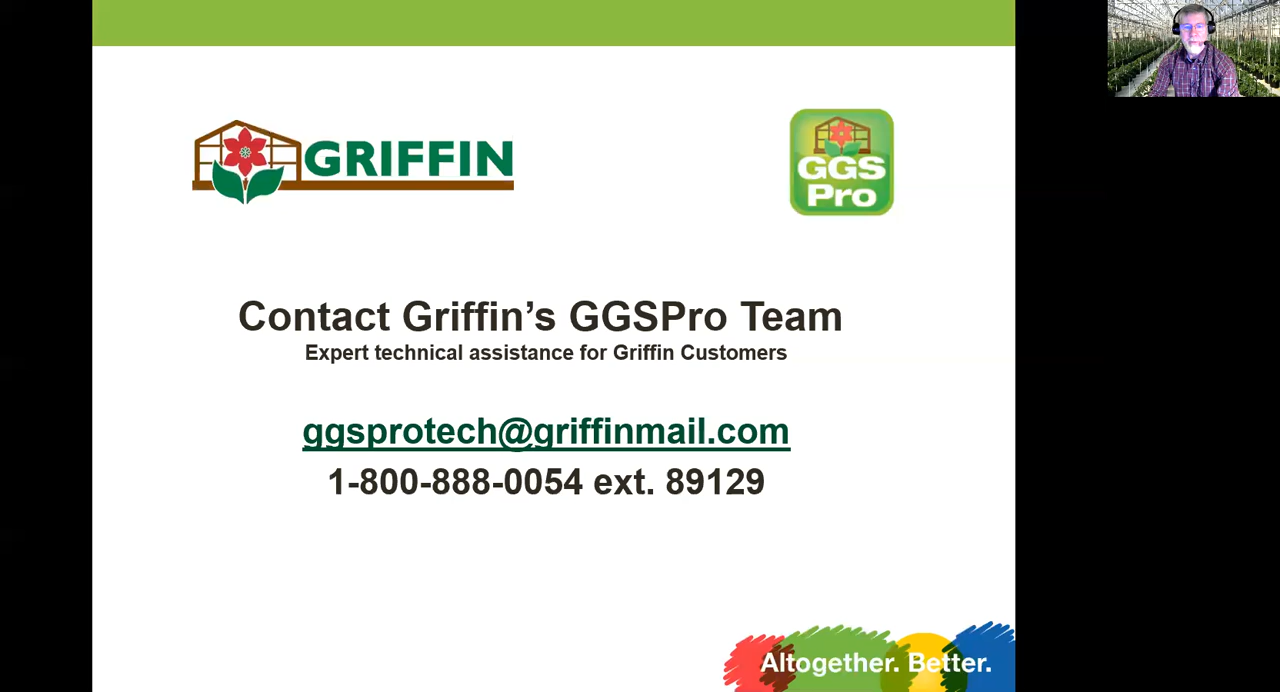 GRIFFIN
GGS
Pro
Contact Griffin’s GGSPro Team
Expert technical assistance for Griffin Customers
ggsprotech@griffinmail.com
1-800-888-0054 ext. 89129
Altogether. Better.